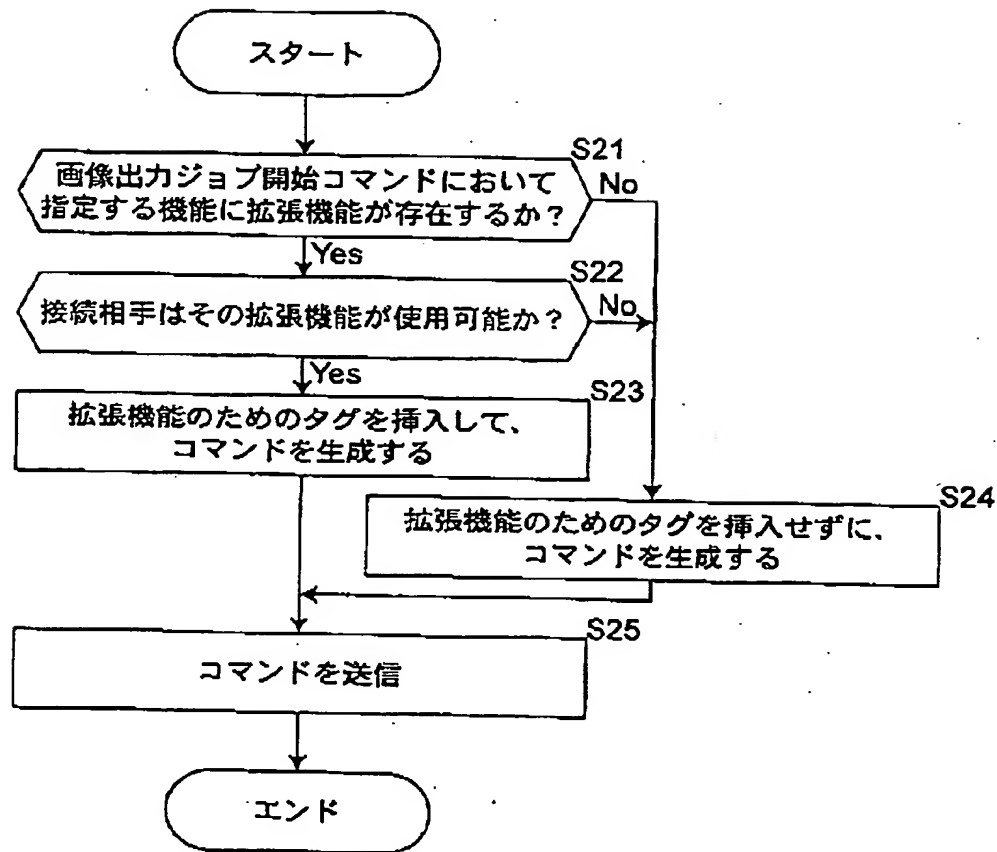 スタート
S21
画像出力ジョブ開始コマンドにおいて
指定する機能に拡張機能が存在するか？
No
Yes
S22
接続相手はその拡張機能が使用可能か？
No
Yes
S23
拡張機能のためのタグを挿入して、
コマンドを生成する
S24
拡張機能のためのタグを挿入せずに、
コマンドを生成する
S25
コマンドを送信
エンド